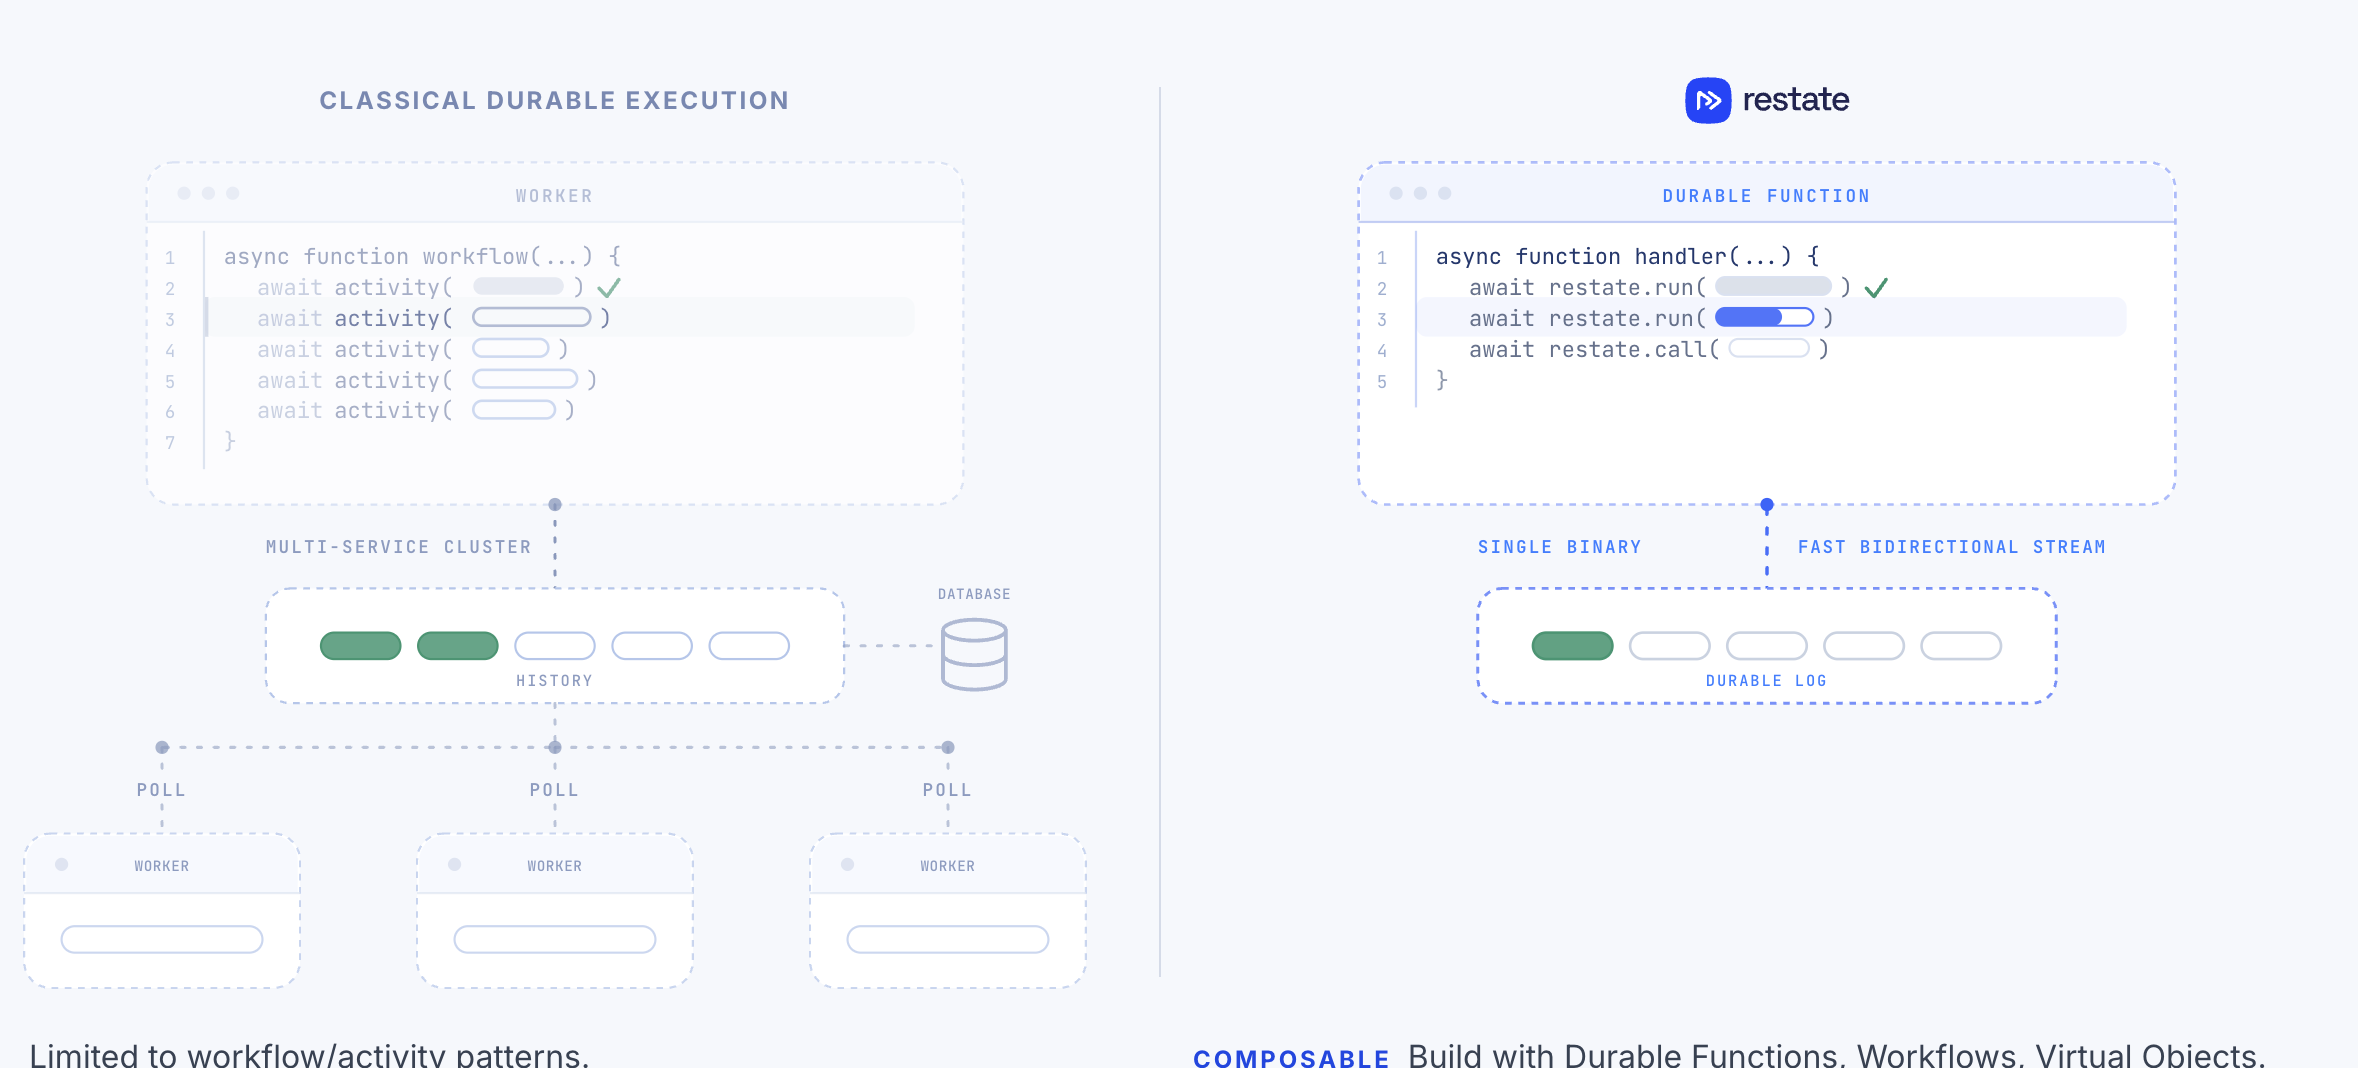 CLASSICAL DURABLE EXECUTION
WORKER
1 async function workflow(...) {
2 await activity( )
3 await activity( )
4 await activity( )
5 await activity( )
6 await activity( )
7 }
MULTI-SERVICE CLUSTER
DATABASE
HISTORY
POLL POLL POLL
WORKER WORKER WORKER
Limited to workflow/activity patterns.
restate
DURABLE FUNCTION
1 async function handler(...) {
2 await restate.run( )
3 await restate.run( )
4 await restate.call( )
5 }
SINGLE BINARY FAST BIDIRECTIONAL STREAM
DURABLE LOG
COMPOSABLE Build with Durable Functions, Workflows, Virtual Objects.